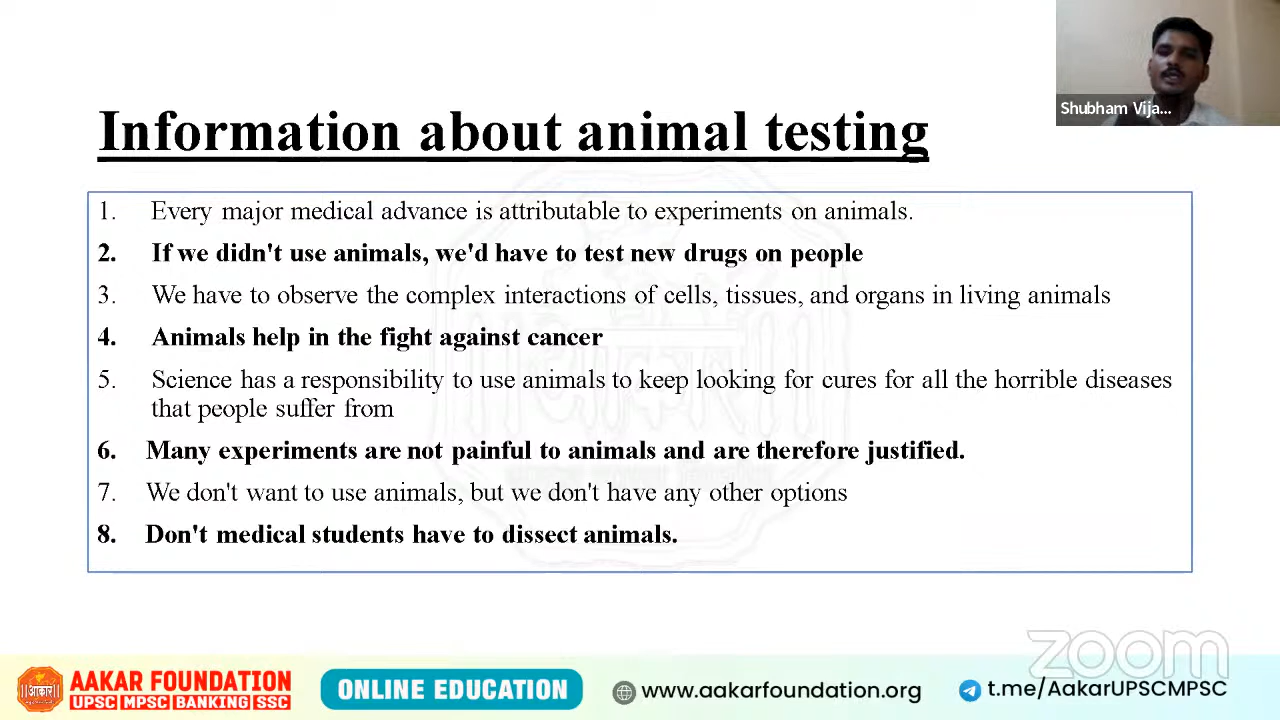 Shubham Vija...
Information about animal testing
1. Every major medical advance is attributable to experiments on animals.
2. If we didn't use animals, we'd have to test new drugs on people
3. We have to observe the complex interactions of cells, tissues, and organs in living animals
4. Animals help in the fight against cancer
5. Science has a responsibility to use animals to keep looking for cures for all the horrible diseases
that people suffer from
6. Many experiments are not painful to animals and are therefore justified.
7. We don't want to use animals, but we don't have any other options
8. Don't medical students have to dissect animals.
zoom
आकार
AAKAR FOUNDATION
UPSC MPSC BANKING SSC
ONLINE EDUCATION
www.aakarfoundation.org
t.me/AakarUPSCMPSC